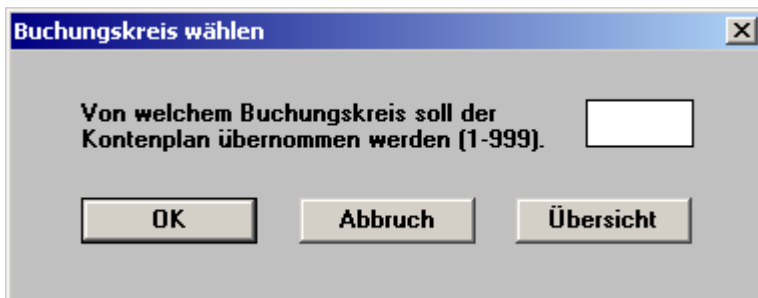 Buchungskreis wählen
Von welchem Buchungskreis soll der
Kontenplan übernommen werden (1-999).
OK Abbruch Übersicht